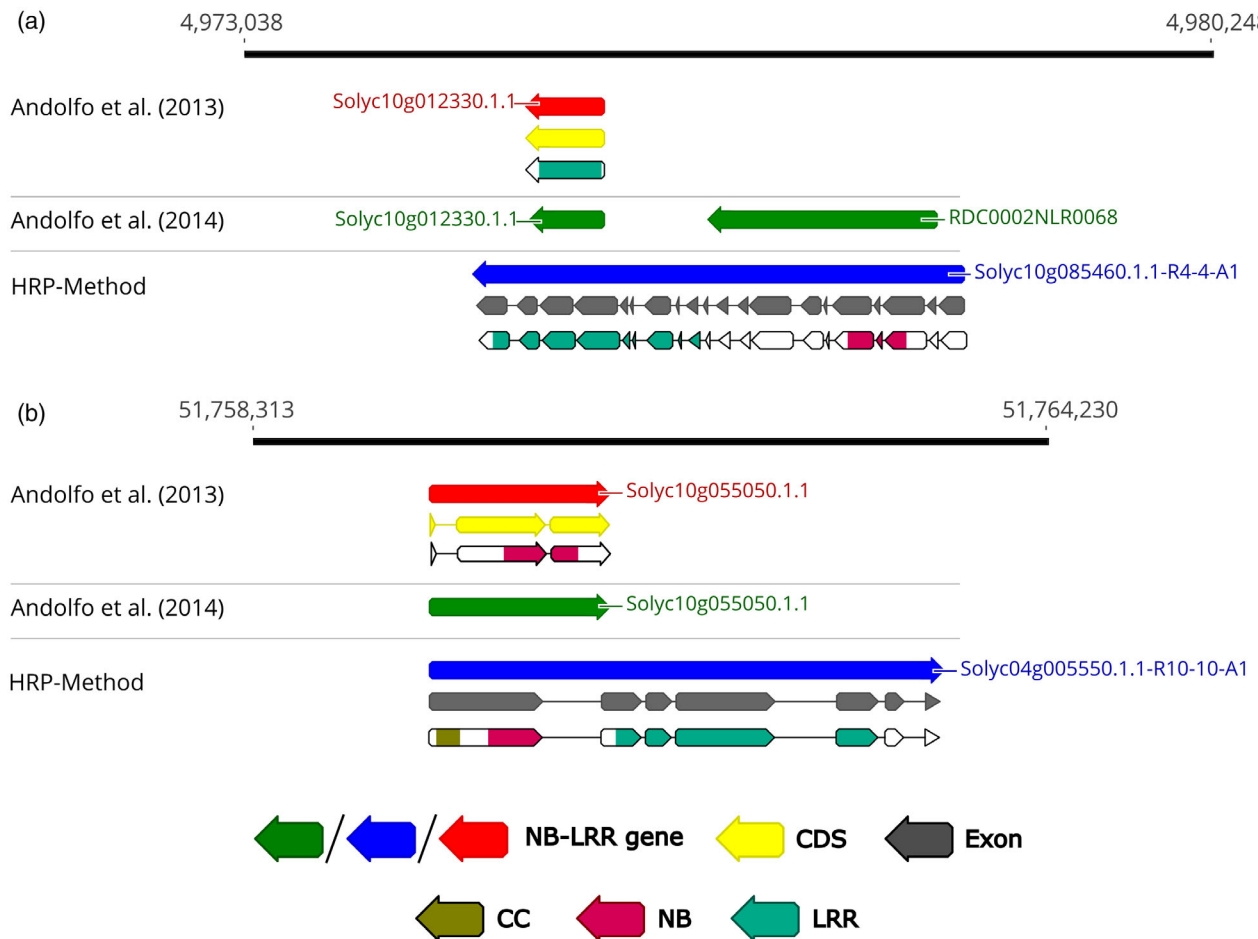 (a)
4,973,038 4,980,248
Andolfo et al. (2013)
Solyc10g012330.1.1
Andolfo et al. (2014)
Solyc10g012330.1.1
RDC0002NLR0068
HRP-Method
Solyc10g085460.1.1-R4-4-A1
(b)
51,758,313 51,764,230
Andolfo et al. (2013)
Solyc10g055050.1.1
Andolfo et al. (2014)
Solyc10g055050.1.1
HRP-Method
Solyc04g005550.1.1-R10-10-A1
/ / NB-LRR gene CDS Exon
CC NB LRR